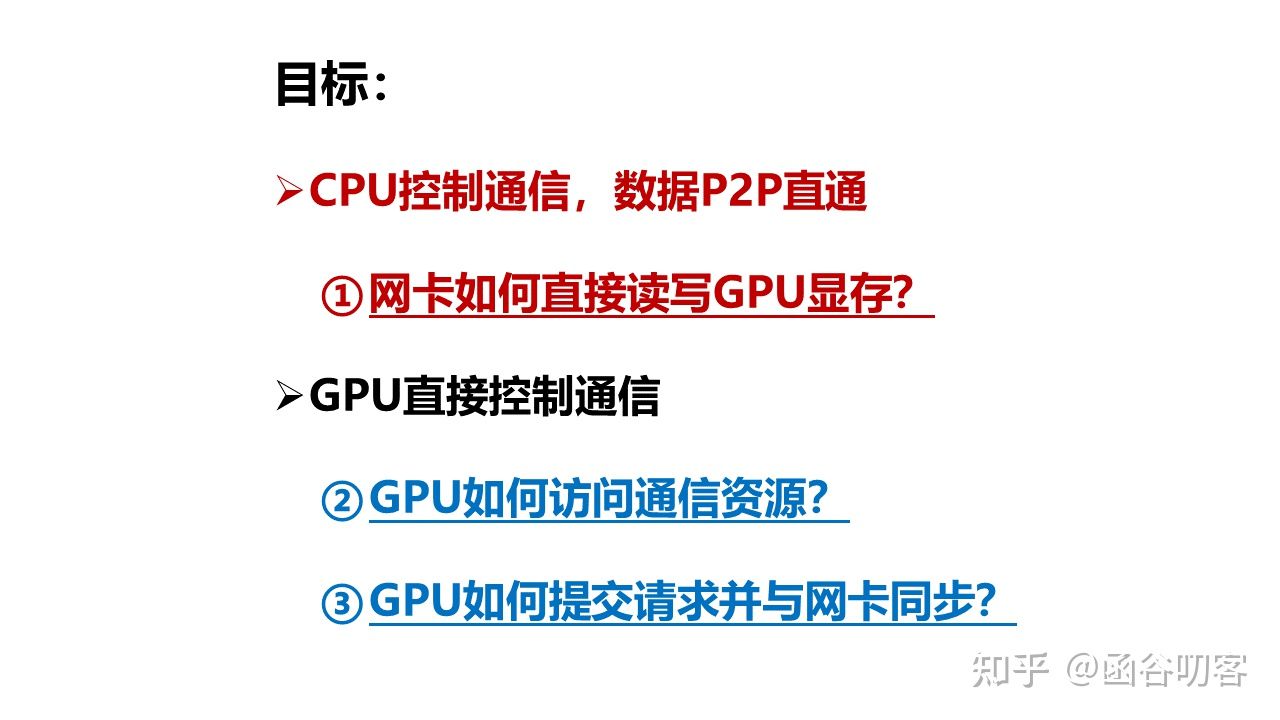 目标：
➢CPU控制通信，数据P2P直通
①网卡如何直接读写GPU显存？
➢GPU直接控制通信
②GPU如何访问通信资源？
③GPU如何提交请求并与网卡同步？
知乎 @函谷叨客